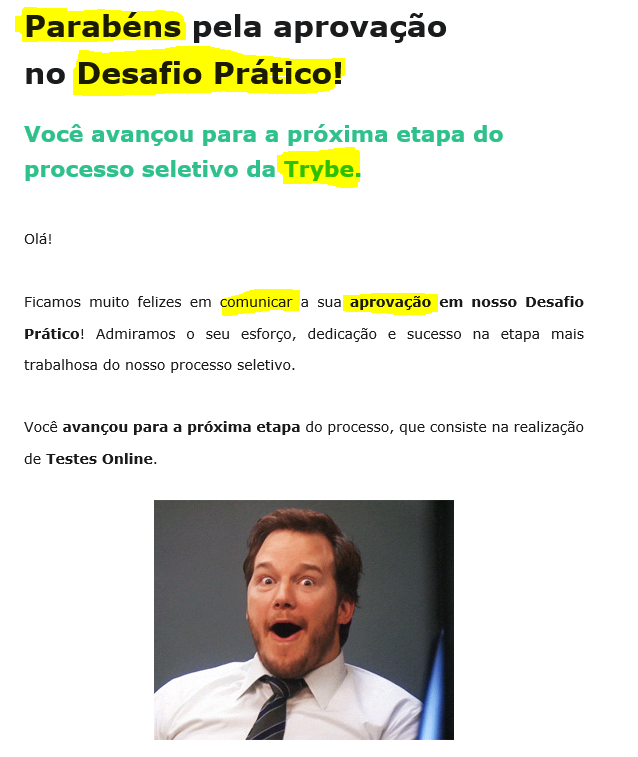 Parabéns pela aprovação
no Desafio Prático!
Você avançou para a próxima etapa do
processo seletivo da Trybe.
Olá!
Ficamos muito felizes em comunicar a sua aprovação em nosso Desafio
Prático! Admiramos o seu esforço, dedicação e sucesso na etapa mais
trabalhosa do nosso processo seletivo.
Você avançou para a próxima etapa do processo, que consiste na realização
de Testes Online.